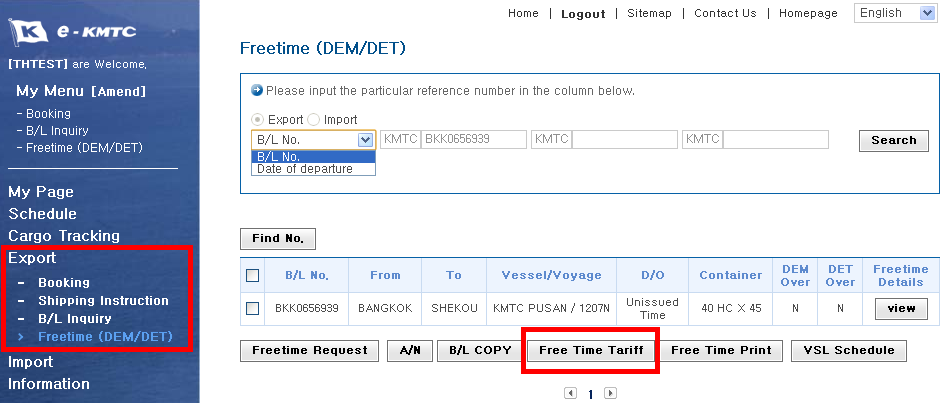 Home | Logout | Sitemap | Contact Us | Homepage English
K e-KMTC
[THTEST] are Welcome,
My Menu [Amend]
- Booking
- B/L Inquiry
- Freetime (DEM/DET)
My Page
Schedule
Cargo Tracking
Export
- Booking
- Shipping Instruction
- B/L Inquiry
> Freetime (DEM/DET)
Import
Information
Freetime (DEM/DET)
Please input the particular reference number in the column below.
Export Import
B/L No. KMTC BKK0656939 KMTC KMTC Search
B/L No.
Date of departure
Find No.
B/L No. From To Vessel/Voyage D/O Container DEM Over DET Over Freetime Details
BKK0656939 BANGKOK SHEKOU KMTC PUSAN / 1207N Unissued Time 40 HC X 45 N N view
Freetime Request A/N B/L COPY Free Time Tariff Free Time Print VSL Schedule
1